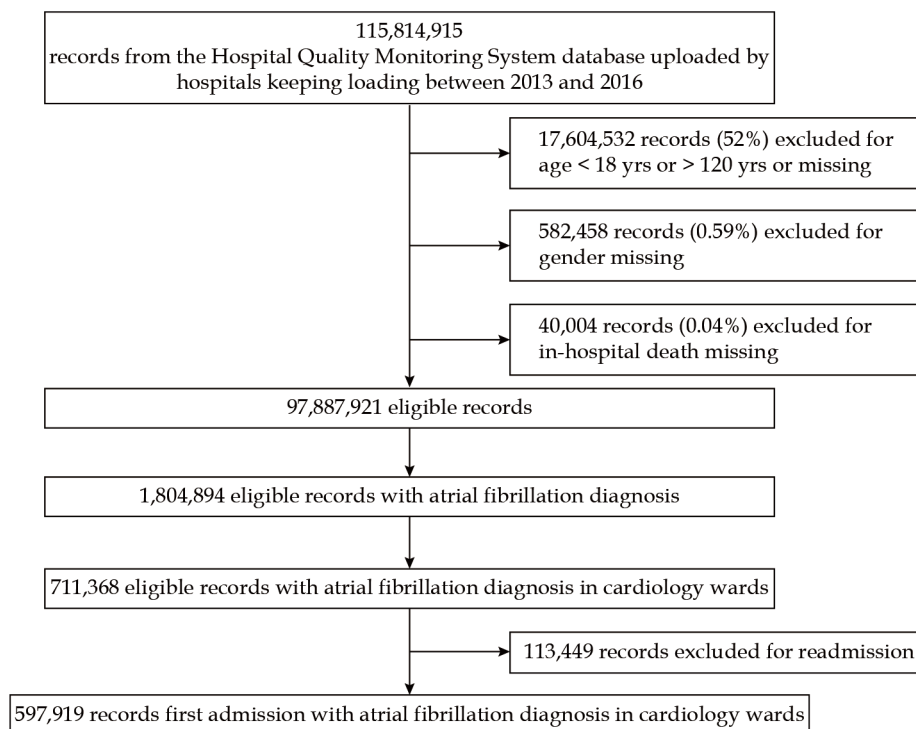 115,814,915
records from the Hospital Quality Monitoring System database uploaded by
hospitals keeping loading between 2013 and 2016
17,604,532 records (52%) excluded for
age < 18 yrs or > 120 yrs or missing
582,458 records (0.59%) excluded for
gender missing
40,004 records (0.04%) excluded for
in-hospital death missing
97,887,921 eligible records
1,804,894 eligible records with atrial fibrillation diagnosis
711,368 eligible records with atrial fibrillation diagnosis in cardiology wards
113,449 records excluded for readmission
597,919 records first admission with atrial fibrillation diagnosis in cardiology wards